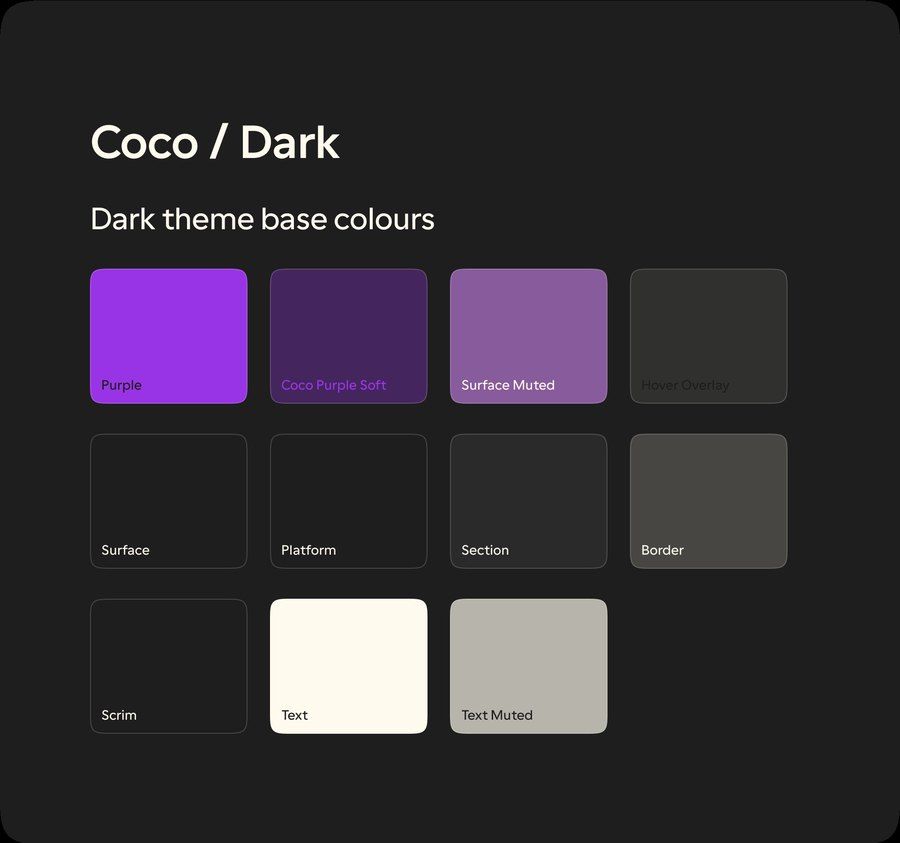 Coco / Dark
Dark theme base colours
Purple
Coco Purple Soft
Surface Muted
Hover Overlay
Surface
Platform
Section
Border
Scrim
Text
Text Muted